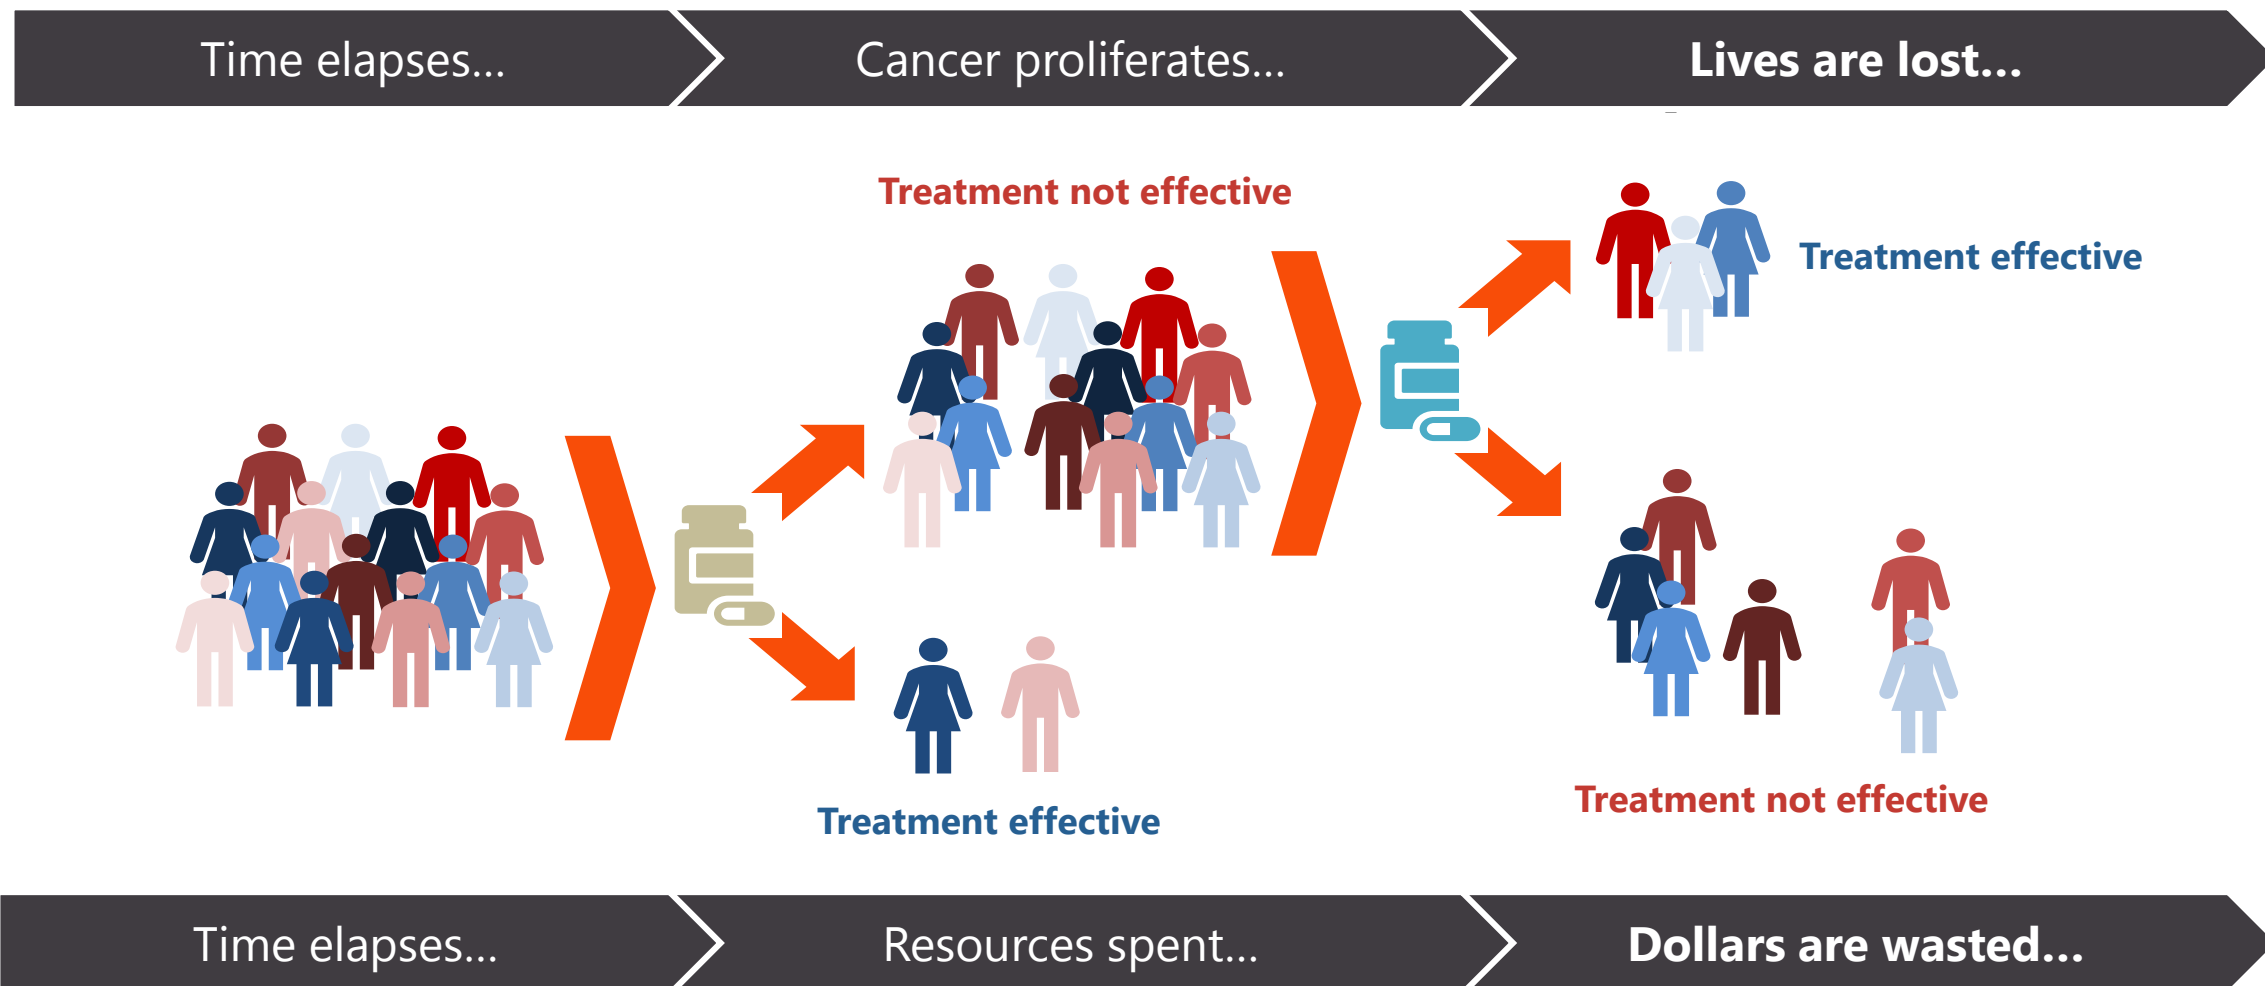 Time elapses...
Cancer proliferates...
Lives are lost...
Treatment not effective
Treatment effective
Treatment effective
Treatment not effective
Time elapses...
Resources spent...
Dollars are wasted...